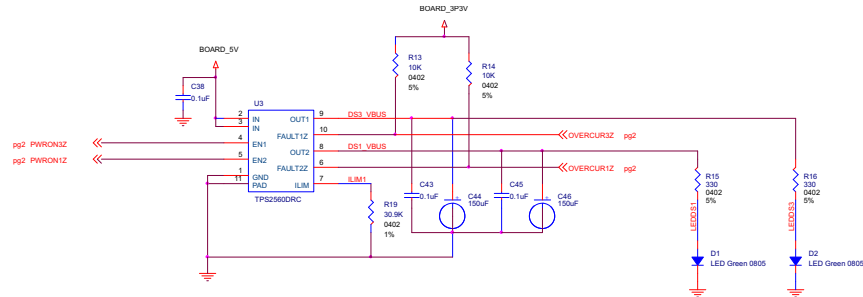 BOARD_3P3V
BOARD_5V
R13
10K
0402
5%
R14
10K
0402
5%
C38
0.1uF
U3
2
3
IN
IN
OUT1
9
DS3_VBUS
FAULT1Z
10
OVERCUR3Z pg2
pg2 PWRON3Z
4
EN1
OUT2
8
DS1_VBUS
pg2 PWRON1Z
5
EN2
FAULT2Z
6
OVERCUR1Z pg2
1
11
GND
PAD
ILIM
7
ILIM1
TPS2560DRC
R19
30.9K
0402
1%
C43
0.1uF
C44
150uF
C45
0.1uF
C46
150uF
R15
330
0402
5%
R16
330
0402
5%
LEDDS1
LEDDS3
D1
LED Green 0805
D2
LED Green 0805